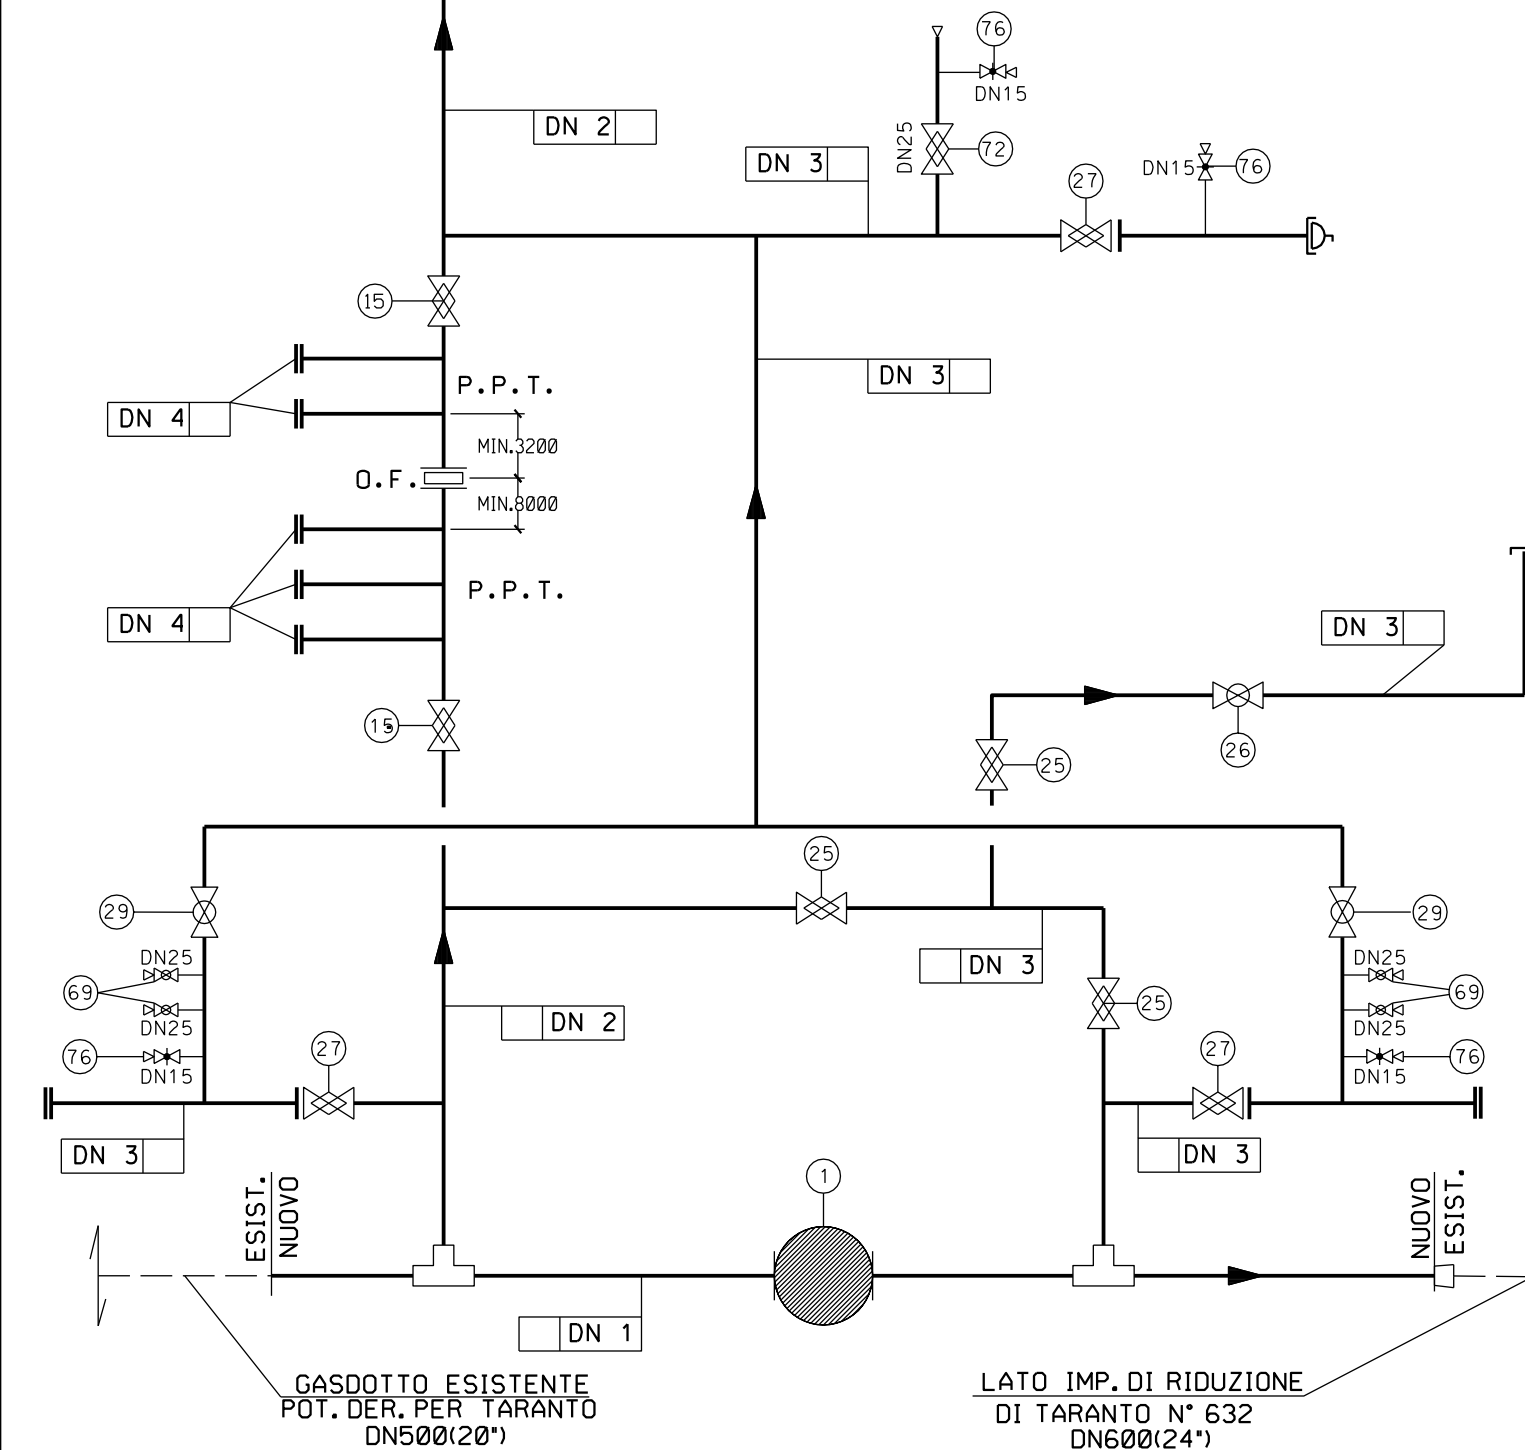 76
DN15
DN 2
DN25
72
DN 3
27
DN15
76
15
P.P.T.
DN 3
DN 4
MIN.3200
O.F.
MIN.8000
P.P.T.
DN 4
DN 3
15
25
26
25
29
29
DN25
DN 3
DN25
69
69
25
DN25
DN 2
DN25
76
27
27
76
DN15
DN15
DN 3
DN 3
1
ESIST.
NUOVO
NUOVO
ESIST.
DN 1
GASDOTTO ESISTENTE
POT. DER. PER TARANTO
DN500(20")
LATO IMP. DI RIDUZIONE
DI TARANTO N° 632
DN600(24")